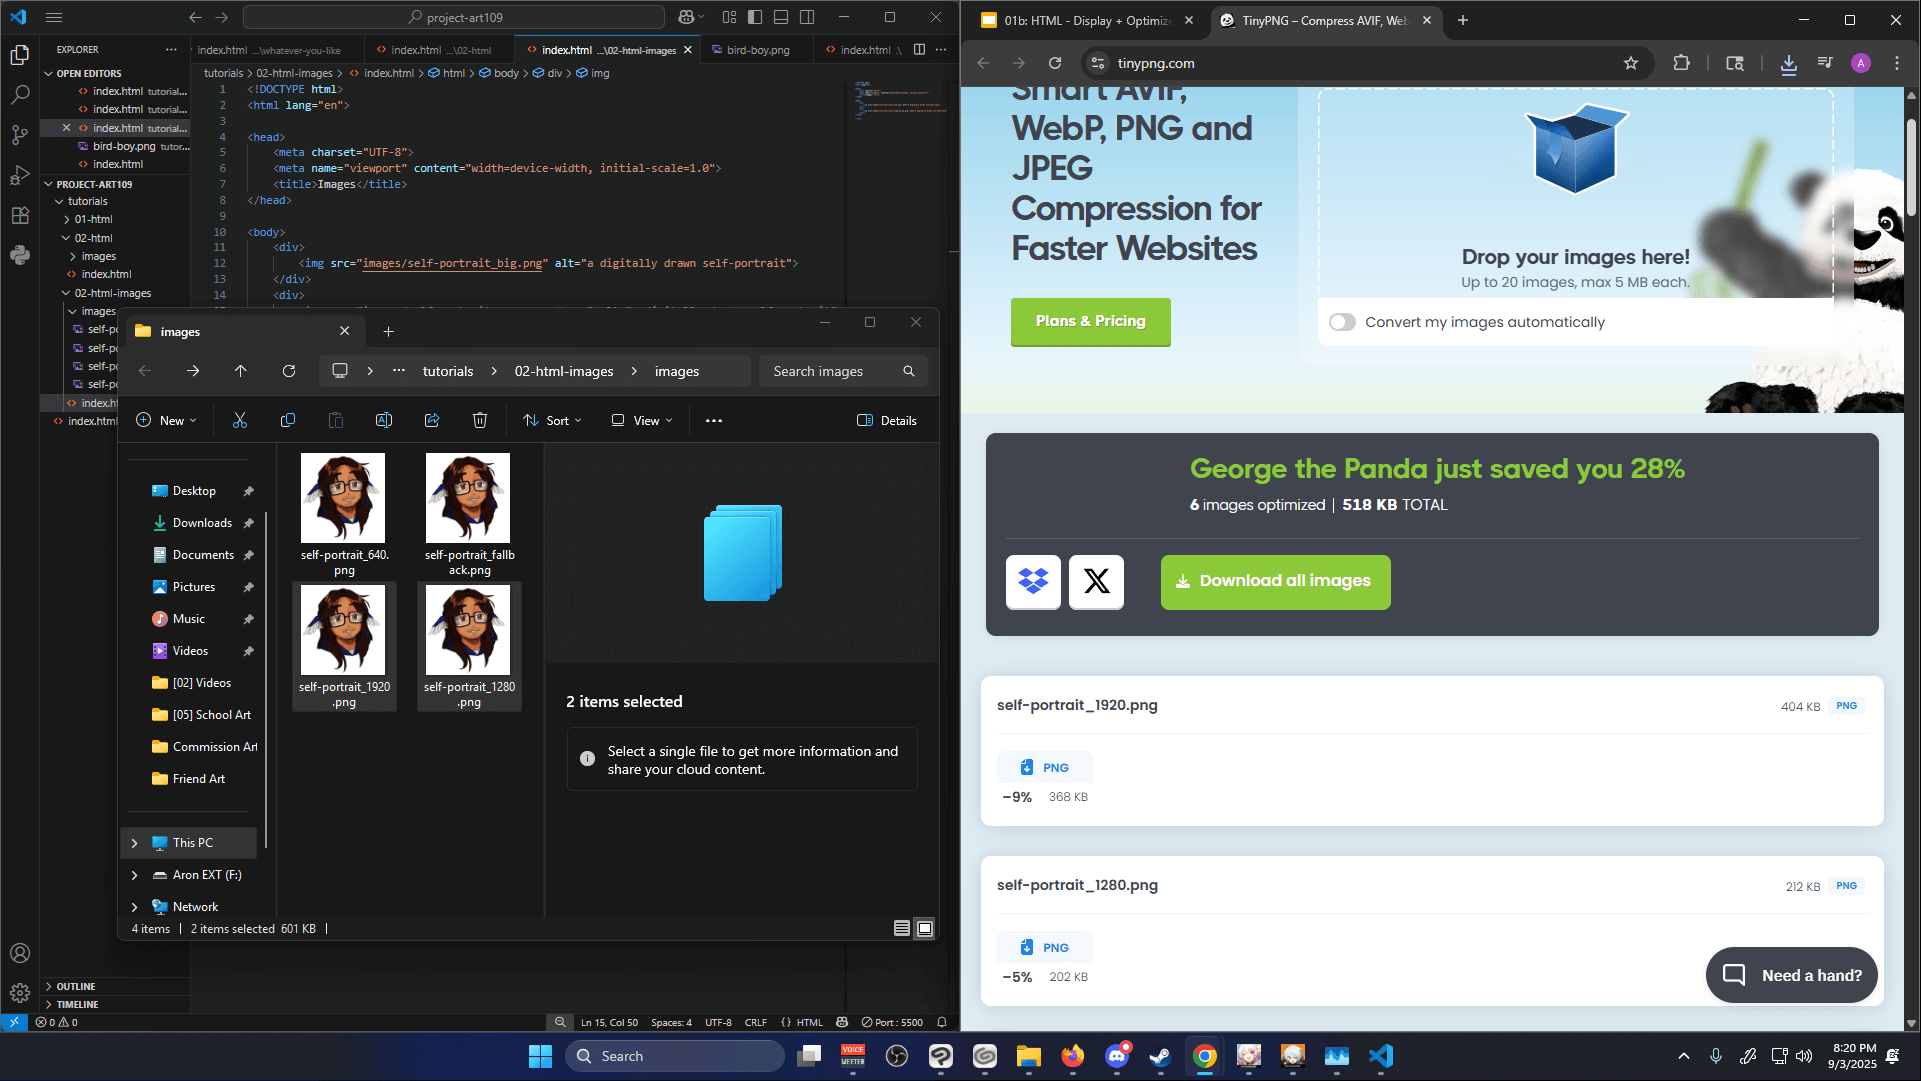 project-art109
EXPLORER
OPEN EDITORS
index.html tutorial...
index.html tutorial...
index.html tutorial...
bird-boy.png tutor...
index.html
PROJECT-ART109
tutorials
01-html
02-html
images
index.html
02-html-images
images
self-po
self-po
self-po
self-po
index.ht
index.html
OUTLINE
TIMELINE
index.html ...\whatever-you-like
index.html ...\02-html
index.html ...\02-html-images
bird-boy.png
index.html .\
tutorials > 02-html-images > index.html > html > body > div > img
1 <!DOCTYPE html>
2 <html lang="en">
3
4 <head>
5 <meta charset="UTF-8">
6 <meta name="viewport" content="width=device-width, initial-scale=1.0">
7 <title>Images</title>
8 </head>
9
10 <body>
11 <div>
12 <img src="images/self-portrait_big.png" alt="a digitally drawn self-portrait">
13 </div>
14 <div>
images
tutorials > 02-html-images > images
Search images
New
Sort
View
Details
Desktop
Downloads
Documents
Pictures
Music
Videos
[02] Videos
[05] School Art
Commission Art
Friend Art
This PC
Aron EXT (F:)
Network
self-portrait_640.
png
self-portrait_fallb
ack.png
self-portrait_1920
.png
self-portrait_1280
.png
2 items selected
Select a single file to get more information and
share your cloud content.
4 items | 2 items selected 601 KB |
0 0
Ln 15, Col 50 Spaces: 4 UTF-8 CRLF {} HTML Port : 5500
01b: HTML - Display + Optimize
TinyPNG – Compress AVIF, Web
tinypng.com
A
Smart AVIF,
WebP, PNG and
JPEG
Compression for
Faster Websites
Plans & Pricing
Drop your images here!
Up to 20 images, max 5 MB each.
Convert my images automatically
George the Panda just saved you 28%
6 images optimized | 518 KB TOTAL
Download all images
self-portrait_1920.png
404 KB PNG
PNG
−9% 368 KB
self-portrait_1280.png
212 KB PNG
PNG
−5% 202 KB
Need a hand?
Search
VOICE
MEETER
8:20 PM
9/3/2025